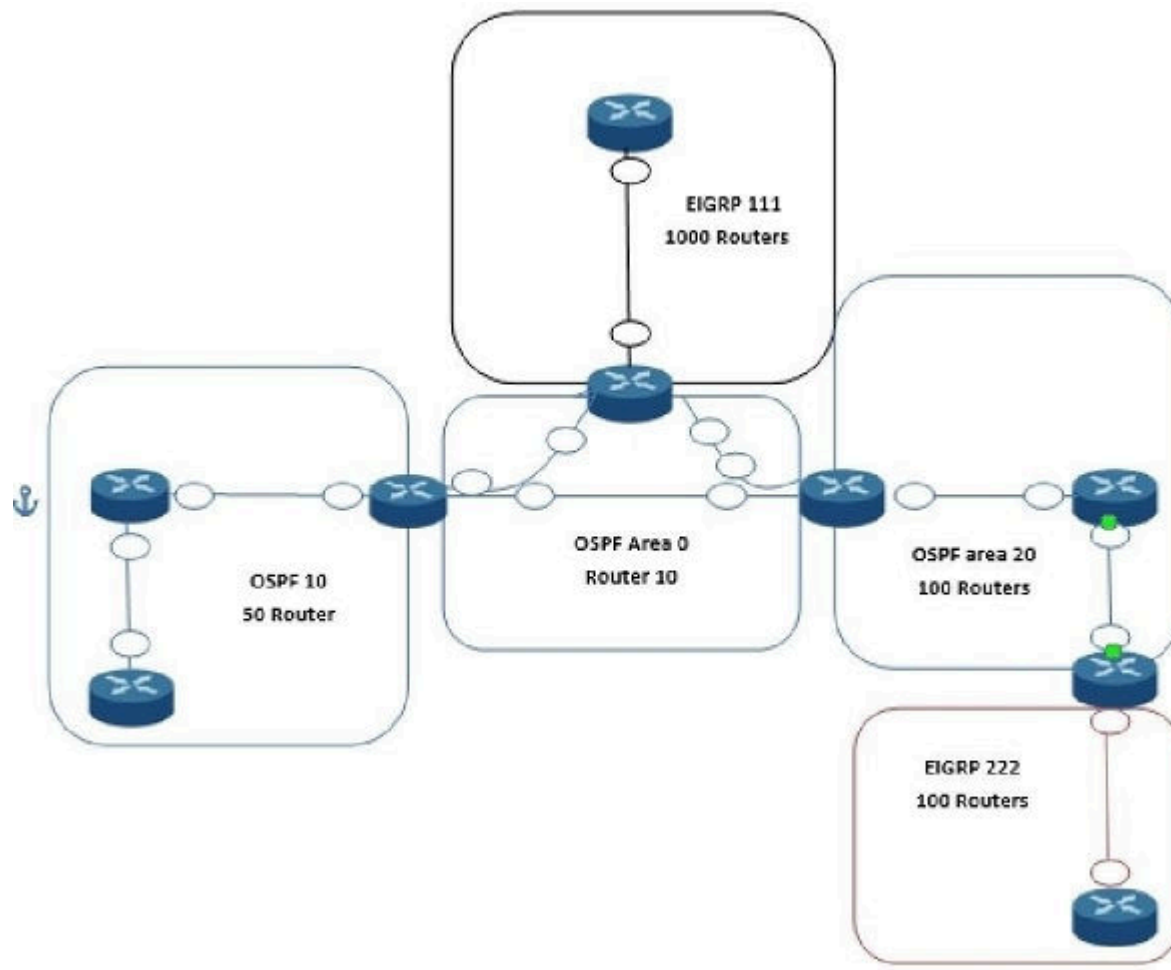 EIGRP 111
1000 Routers
OSPF 10
50 Router
OSPF Area 0
Router 10
OSPF area 20
100 Routers
EIGRP 222
100 Routers